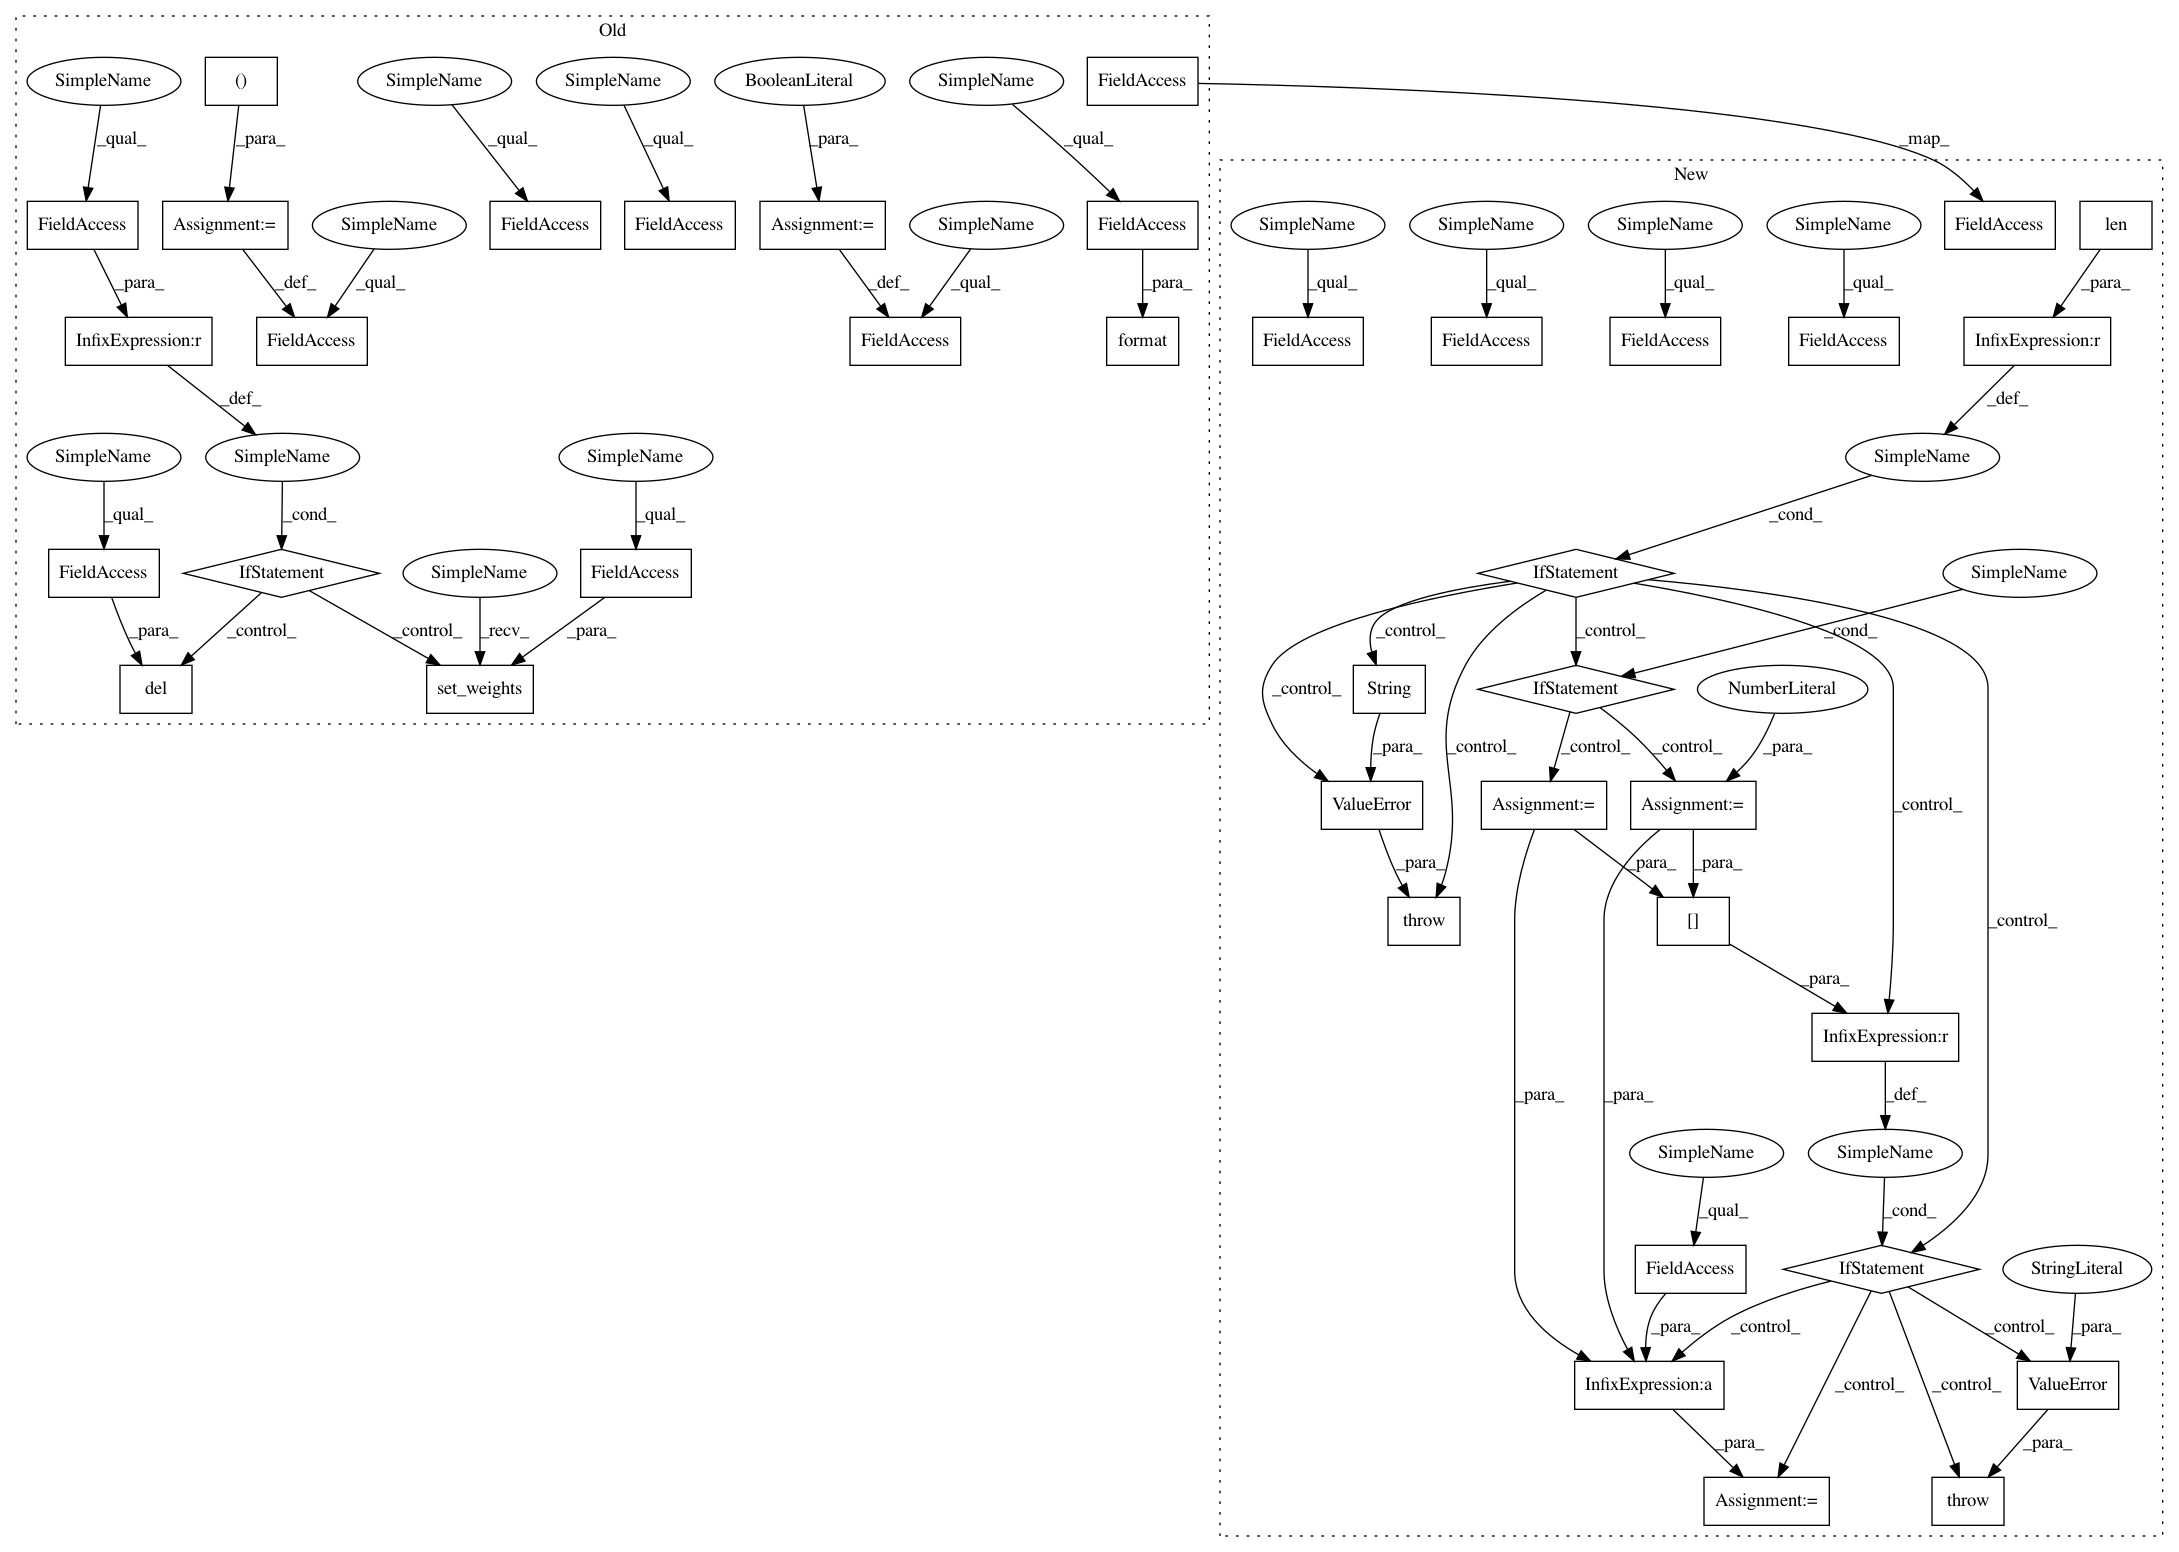 Old
SimpleName
()
SimpleName
SimpleName
BooleanLiteral
SimpleName
FieldAccess
_qual_
_para_
_qual_
_qual_
_para_
_qual_
_map_
New
FieldAccess
Assignment:=
SimpleName
FieldAccess
FieldAccess
Assignment:=
SimpleName
FieldAccess
SimpleName
SimpleName
SimpleName
SimpleName
FieldAccess
len
_para_
_def_
_qual_
_def_
_qual_
_para_
_qual_
_qual_
_qual_
_qual_
_para_
InfixExpression:r
FieldAccess
FieldAccess
format
FieldAccess
FieldAccess
FieldAccess
FieldAccess
InfixExpression:r
_def_
_def_
SimpleName
SimpleName
SimpleName
SimpleName
_qual_
_cond_
_qual_
_cond_
FieldAccess
IfStatement
SimpleName
FieldAccess
IfStatement
SimpleName
_para_
_control_
_control_
_recv_
_para_
_control_
_control_
_cond_
del
set_weights
_control_
String
IfStatement
NumberLiteral
_para_
_control_
_control_
_control_
_para_
ValueError
Assignment:=
Assignment:=
_control_
_para_
_para_
_para_
throw
[]
_control_
_para_
InfixExpression:r
_para_
_para_
_def_
SimpleName
SimpleName
_qual_
_cond_
FieldAccess
IfStatement
StringLiteral
_para_
_control_
_control_
_para_
InfixExpression:a
_control_
_control_
ValueError
_para_
_para_
Assignment:=
throw